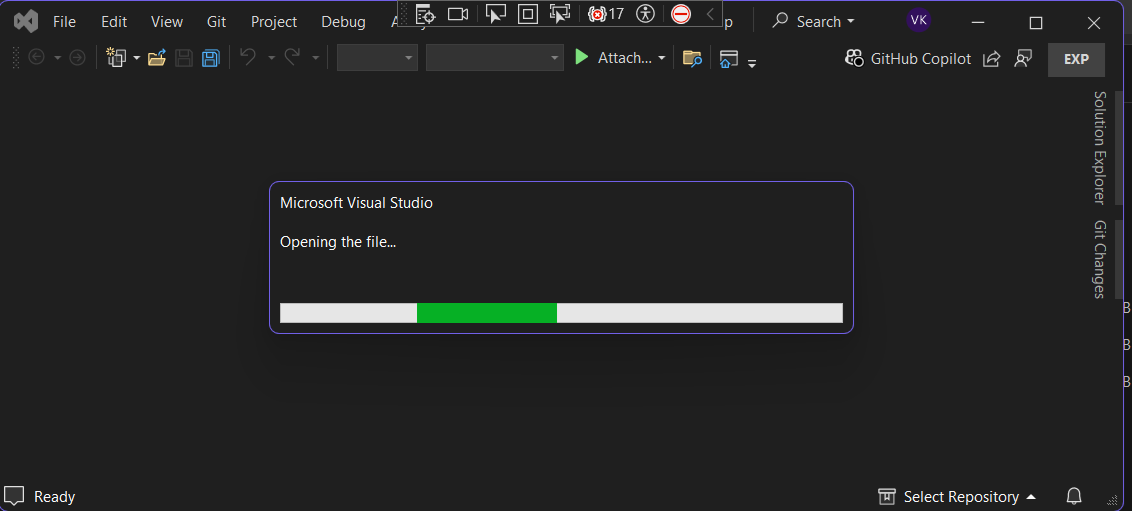 File Edit View Git Project Debug 17 p Search VK
Attach... GitHub Copilot EXP
Solution Explorer
Microsoft Visual Studio
Opening the file...
Git Changes
B
B
B
Ready Select Repository